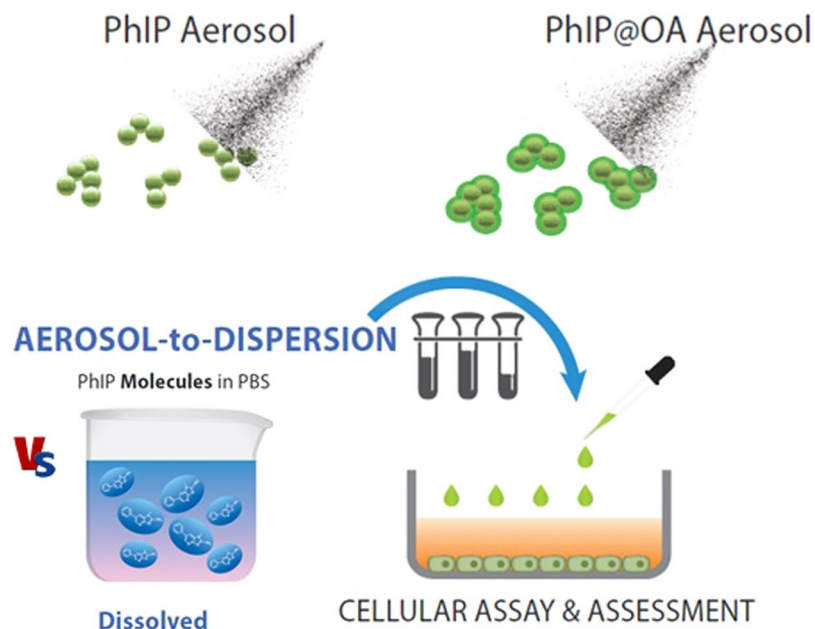 PhIP Aerosol
PhIP@OA Aerosol
AEROSOL-to-DISPERSION
PhIP Molecules in PBS
Vs
Dissolved
CELLULAR ASSAY & ASSESSMENT